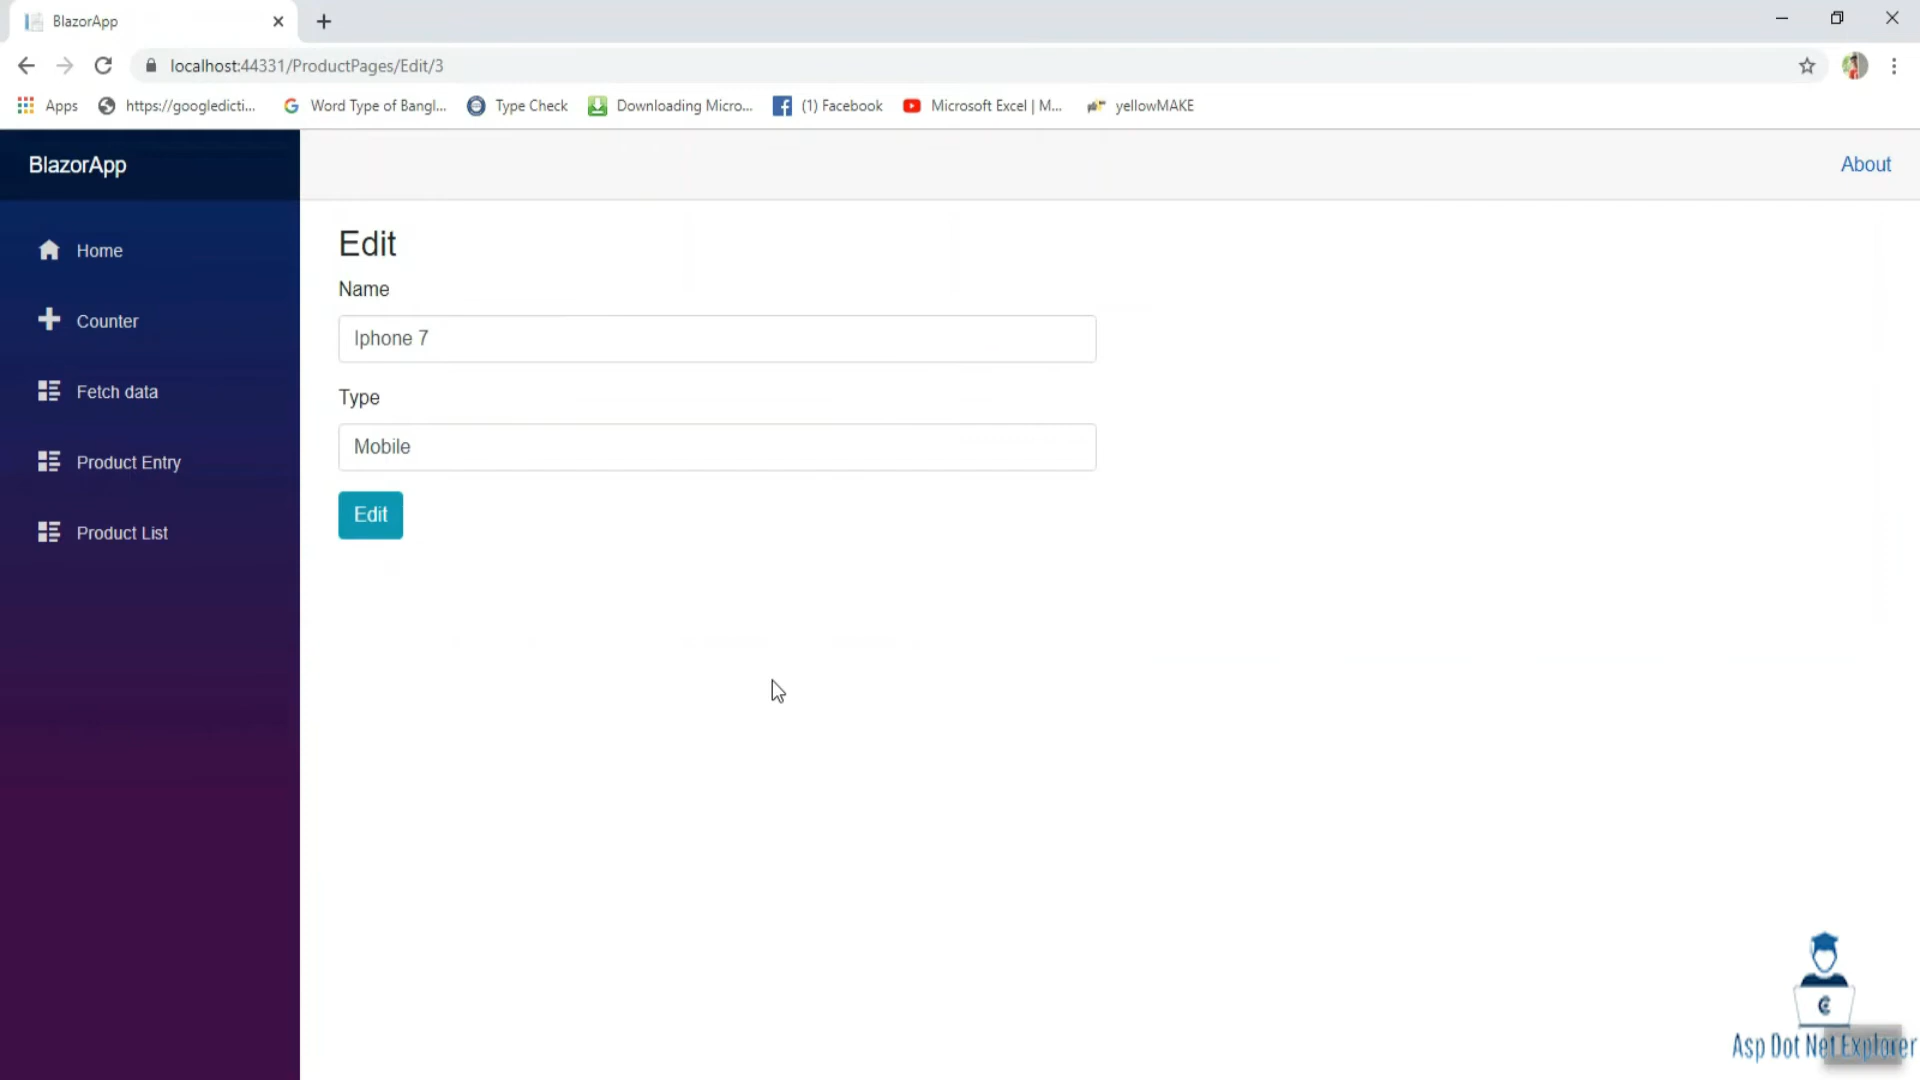 BlazorApp
localhost:44331/ProductPages/Edit/3
Apps
https://googledicti...
Word Type of Bangl...
Type Check
Downloading Micro...
(1) Facebook
Microsoft Excel | M...
yellowMAKE
BlazorApp
About
Home
Counter
Fetch data
Product Entry
Product List
Edit
Name
Iphone 7
Type
Mobile
Edit
Asp Dot Net Explorer